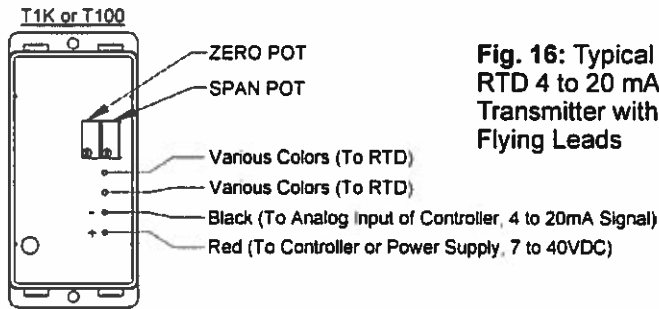 T1K or T100
ZERO POT
SPAN POT
Various Colors (To RTD)
Various Colors (To RTD)
- Black (To Analog Input of Controller, 4 to 20mA Signal)
+ Red (To Controller or Power Supply, 7 to 40VDC)
Fig. 16: Typical
RTD 4 to 20 mA
Transmitter with
Flying Leads